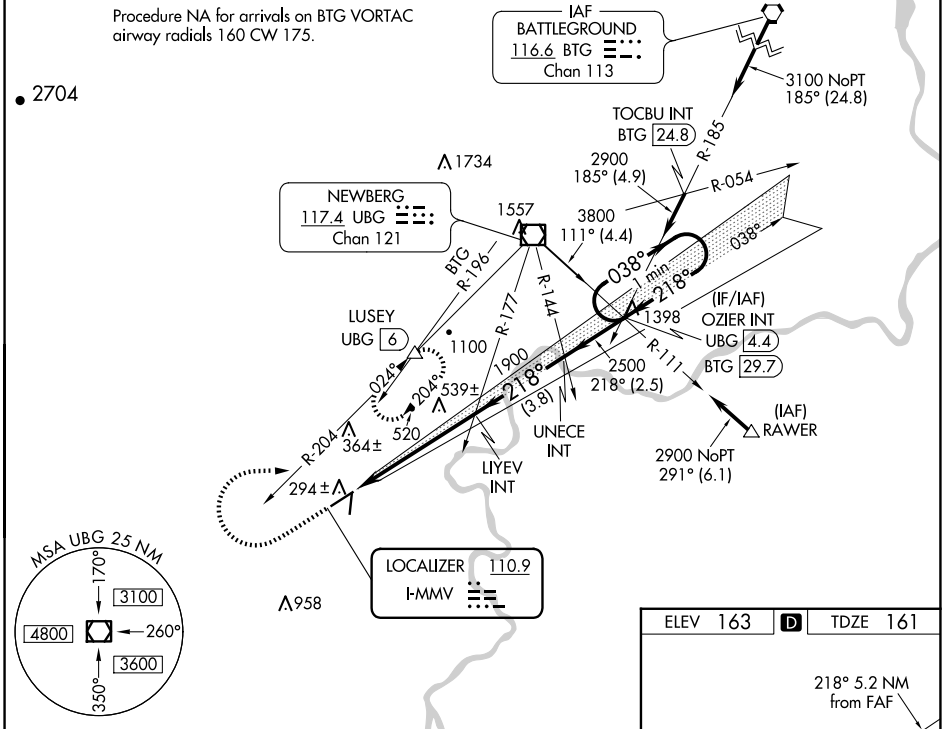 Procedure NA for arrivals on BTG VORTAC
airway radials 160 CW 175.
IAF
BATTLEGROUND
116.6 BTG
Chan 113
2704
3100 NoPT
185° (24.8)
TOCBU INT
BTG 24.8
R-185
1734
2900
185° (4.9)
R-054
NEWBERG
117.4 UBG
Chan 121
1557
3800
111° (4.4)
BTG
R-196
038°
038°
1 min
218°
R-177
R-144
(IF/IAF)
OZIER INT
UBG 4.4
BTG 29.7
1398
LUSEY
UBG 6
1100
R-111
1900
2500
218° (2.5)
024°
204°
539±
218°
(3.8)
(IAF)
RAWER
R-204
364±
520
UNECE
INT
2900 NoPT
291° (6.1)
LIYEV
INT
294±
LOCALIZER 110.9
I-MMV
MSA UBG 25 NM
170°
3100
4800
260°
3600
350°
958
ELEV 163 D TDZE 161
218° 5.2 NM
from FAF